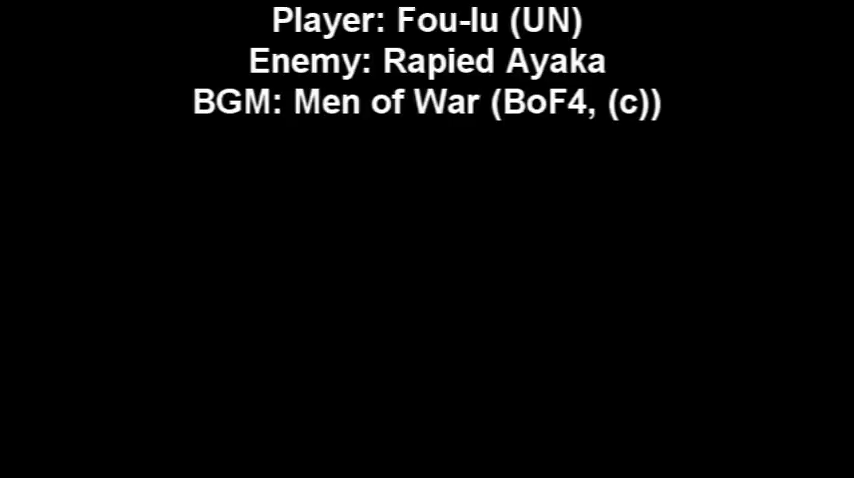 Player: Fou-lu (UN)
Enemy: Rapied Ayaka
BGM: Men of War (BoF4, (c))